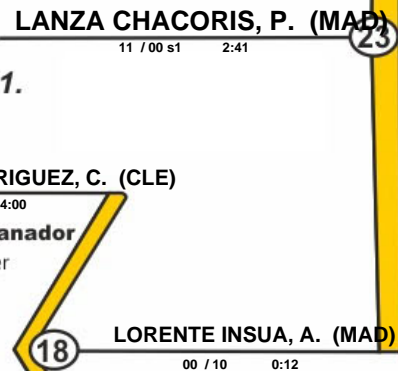 LANZA CHACORIS, P. (MAD)
11 / 00 s1 2:41
23
1.
RIGUEZ, C. (CLE)
4:00
anador
er
LORENTE INSUA, A. (MAD)
18
00 / 10 0:12